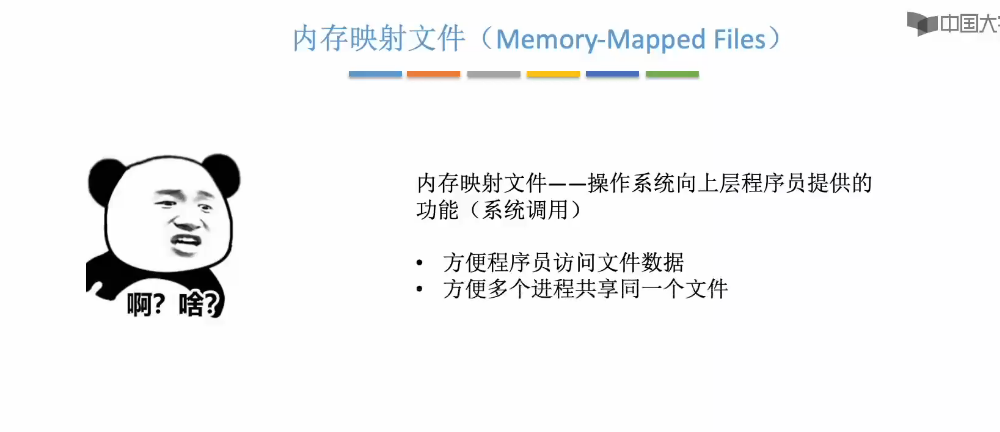 中国大
内存映射文件（Memory-Mapped Files）
内存映射文件——操作系统向上层程序员提供的
功能（系统调用）
• 方便程序员访问文件数据
• 方便多个进程共享同一个文件
啊？啥？